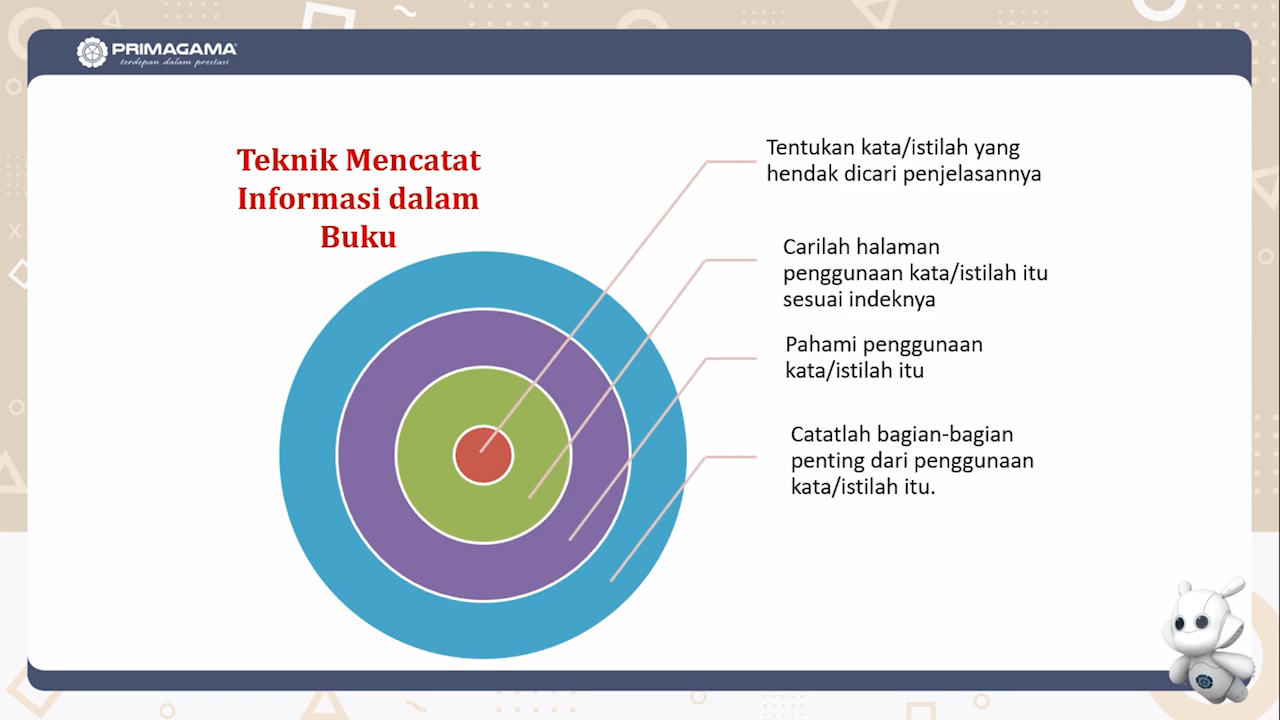 PRIMAGAMA
terdepan dalam prestasi
Teknik Mencatat
Informasi dalam
Buku
Tentukan kata/istilah yang
hendak dicari penjelasannya
Carilah halaman
penggunaan kata/istilah itu
sesuai indeknya
Pahami penggunaan
kata/istilah itu
Catatlah bagian-bagian
penting dari penggunaan
kata/istilah itu.